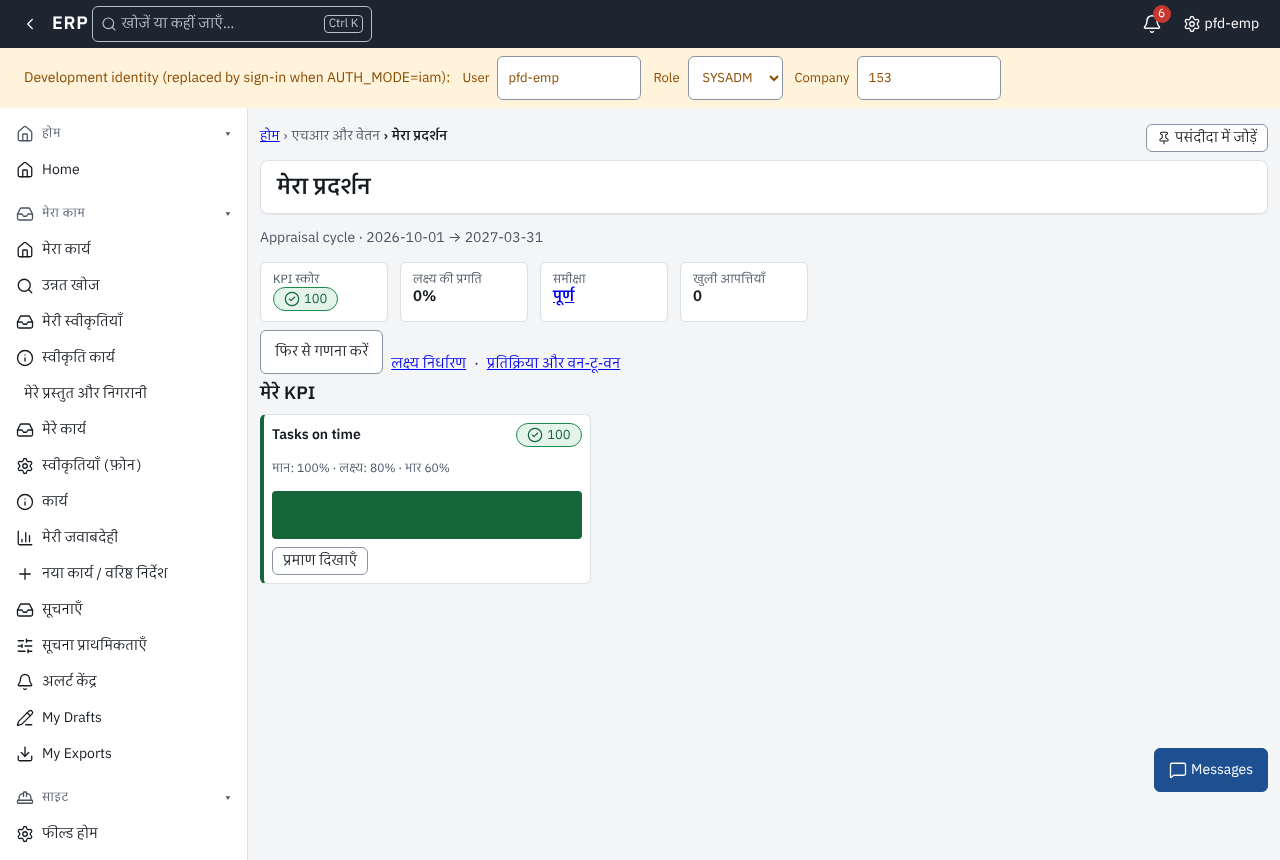 ERP
खोजें या कहीं जाएँ...
Ctrl K
6
pfd-emp
Development identity (replaced by sign-in when AUTH_MODE=iam):
User
pfd-emp
Role
SYSADM
Company
153
होम
Home
मेरा काम
मेरा कार्य
उन्नत खोज
मेरी स्वीकृतियाँ
स्वीकृति कार्य
मेरे प्रस्तुत और निगरानी
मेरे कार्य
स्वीकृतियाँ (फ़ोन)
कार्य
मेरी जवाबदेही
नया कार्य / वरिष्ठ निर्देश
सूचनाएँ
सूचना प्राथमिकताएँ
अलर्ट केंद्र
My Drafts
My Exports
साइट
फील्ड होम
होम › एचआर और वेतन › मेरा प्रदर्शन
पसंदीदा में जोड़ें
मेरा प्रदर्शन
Appraisal cycle · 2026-10-01 → 2027-03-31
KPI स्कोर
100
लक्ष्य की प्रगति
0%
समीक्षा
पूर्ण
खुली आपत्तियाँ
0
फिर से गणना करें
लक्ष्य निर्धारण · प्रतिक्रिया और वन-टू-वन
मेरे KPI
Tasks on time
100
मान: 100% · लक्ष्य: 80% · भार 60%
प्रमाण दिखाएँ
Messages